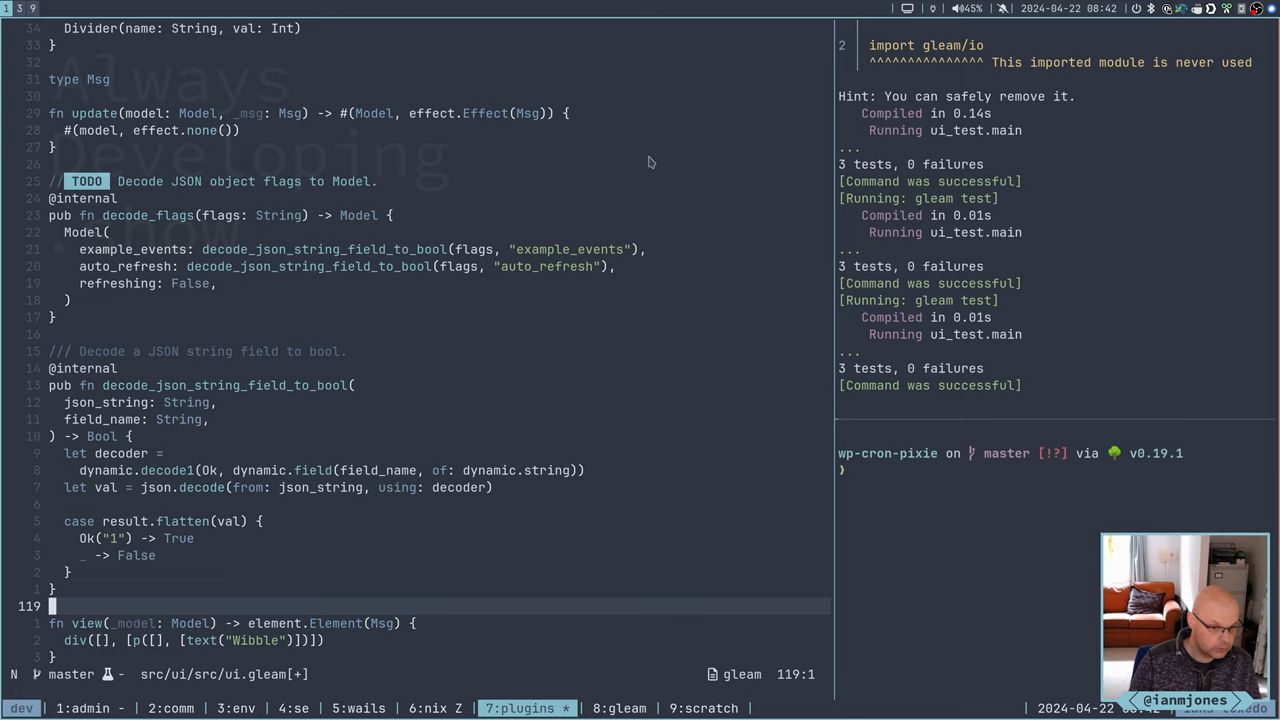 1 3 9
45%
2024-04-22 08:42
34 Divider(name: String, val: Int)
33 }
32
31 type Msg
30
29 fn update(model: Model, _msg: Msg) -> #(Model, effect.Effect(Msg)) {
28 #(model, effect.none())
27 }
26
25 // TODO Decode JSON object flags to Model.
24 @internal
23 pub fn decode_flags(flags: String) -> Model {
22 Model(
21 example_events: decode_json_string_field_to_bool(flags, "example_events"),
20 auto_refresh: decode_json_string_field_to_bool(flags, "auto_refresh"),
19 refreshing: False,
18 )
17 }
16
15 /// Decode a JSON string field to bool.
14 @internal
13 pub fn decode_json_string_field_to_bool(
12 json_string: String,
11 field_name: String,
10 ) -> Bool {
9 let decoder =
8 dynamic.decode1(Ok, dynamic.field(field_name, of: dynamic.string))
7 let val = json.decode(from: json_string, using: decoder)
6
5 case result.flatten(val) {
4 Ok("1") -> True
3 _ -> False
2 }
1 }
119
1 fn view(_model: Model) -> element.Element(Msg) {
2 div([], [p([], [text("Wibble")])])
3 }
N master - src/ui/src/ui.gleam[+] gleam 119:1
Always
Developing
how
2 import gleam/io
^^^^^^^^^^^^^^^ This imported module is never used
Hint: You can safely remove it.
Compiled in 0.14s
Running ui_test.main
...
3 tests, 0 failures
[Command was successful]
[Running: gleam test]
Compiled in 0.01s
Running ui_test.main
...
3 tests, 0 failures
[Command was successful]
[Running: gleam test]
Compiled in 0.01s
Running ui_test.main
...
3 tests, 0 failures
[Command was successful]
wp-cron-pixie on master [!?] via v0.19.1
❯
@ianmjones
dev 1:admin - 2:comm 3:env 4:se 5:wails 6:nix Z 7:plugins * 8:gleam 9:scratch 2024-04-22